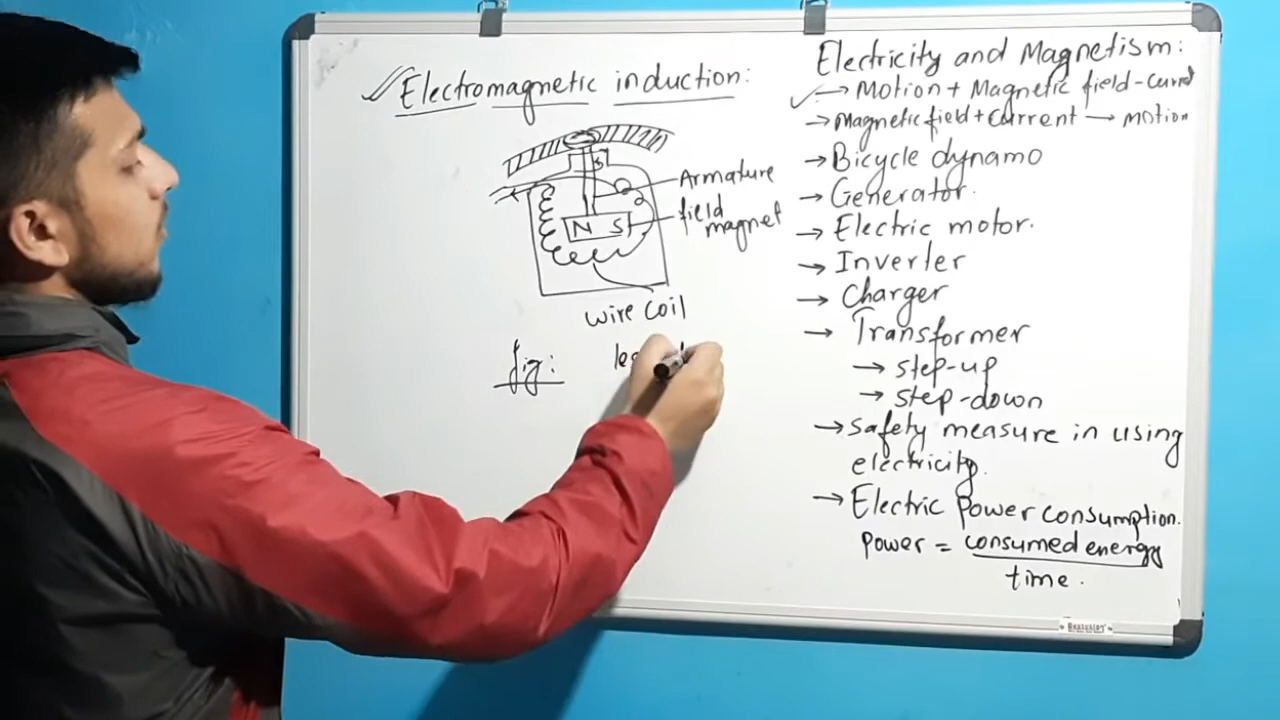 Electromagnetic induction:
S
Armature
field
magnet
N S
wire coil
fig:
Electricity and Magnetism:
→ Motion + Magnetic field - current
→ Magnetic field + current → motion
→ Bicycle dynamo
→ Generator.
→ Electric motor.
→ Inverter
→ Charger
→ Transformer
→ step-up
→ step-down
→ safety measure in using
electricity.
→ Electric Power consumption.
Power = consumed energy
time.